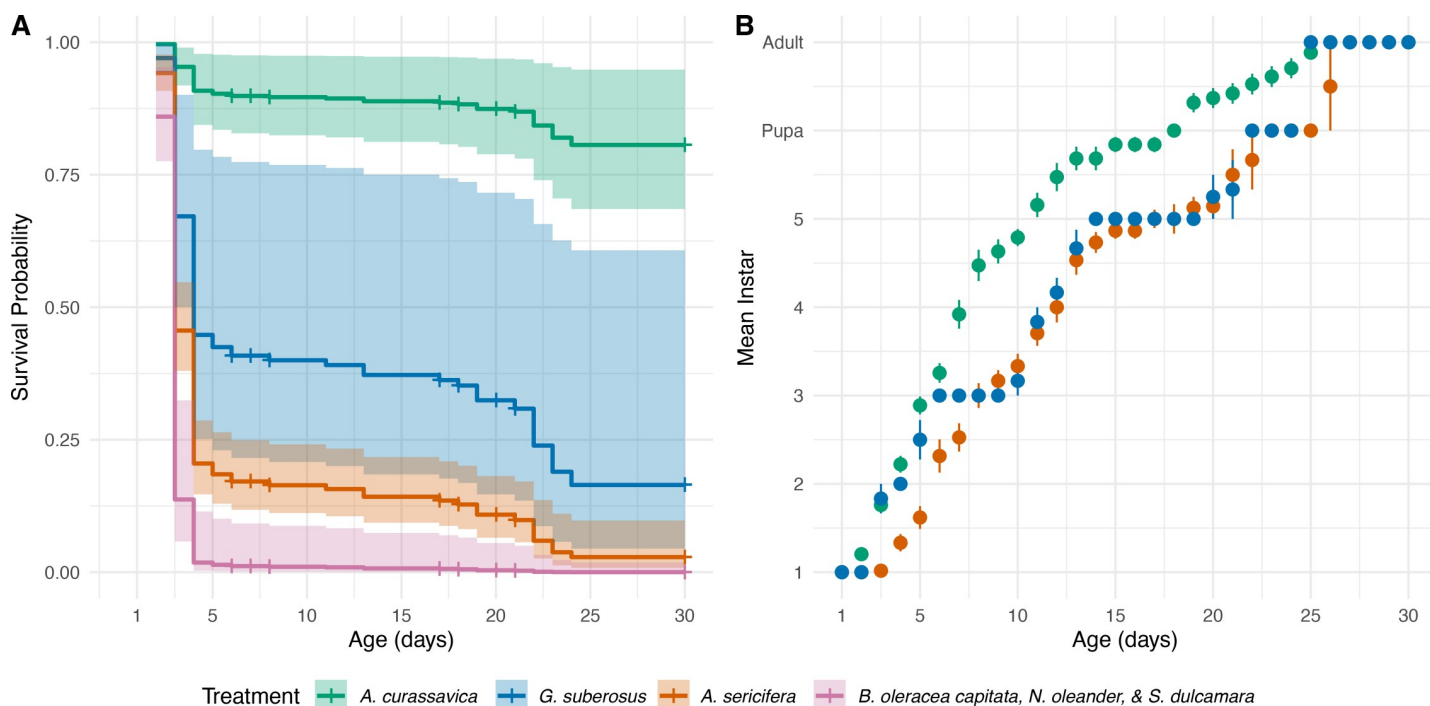 A
1.00
0.75
0.50
0.25
0.00
Survival Probability
1 5 10 15 20 25 30
Age (days)
B
Adult
Pupa
5
4
3
2
1
Mean Instar
1 5 10 15 20 25 30
Age (days)
Treatment A. curassavica G. suberosus A. sericifera B. oleracea capitata, N. oleander, & S. dulcamara